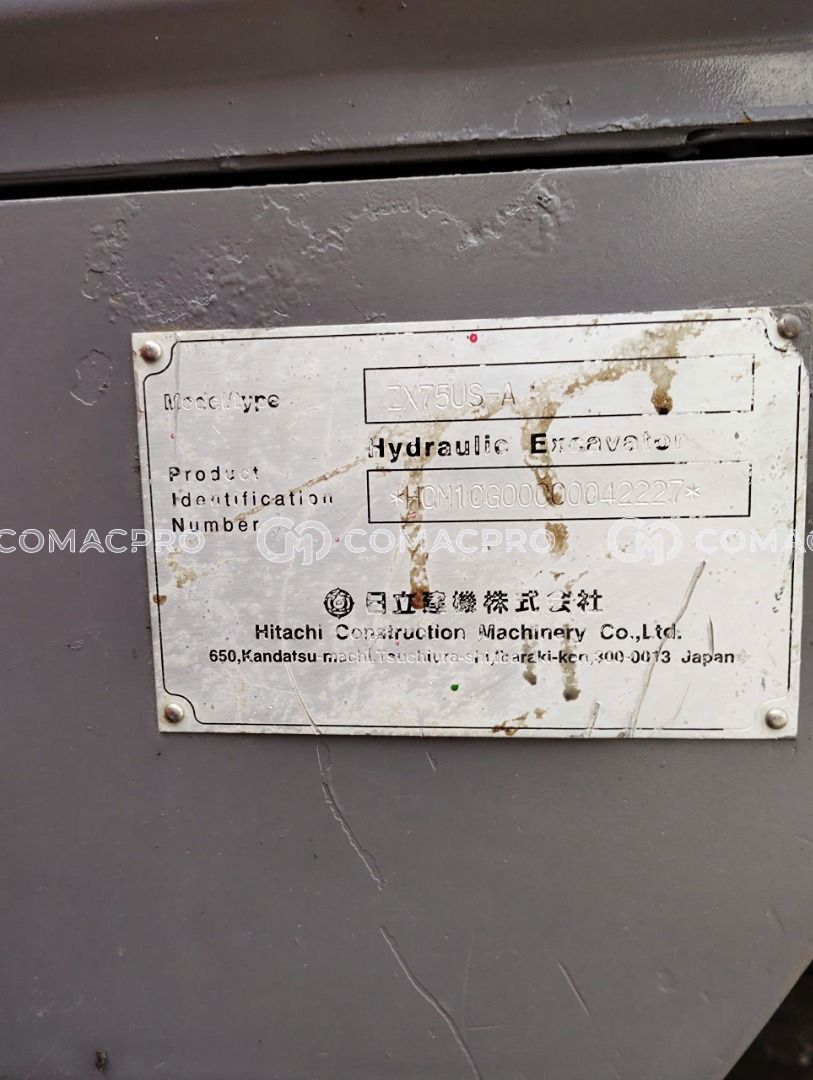 Model/type
ZX75US-A
Hydraulic Excavator
Product
Identification
Number
*HCM1CG00000042227*
COMACPRO COMACPRO COMACPRO
日立建機株式会社
Hitachi Construction Machinery Co.,Ltd.
650,Kandatsu-machi,Tsuchiura-shi,Ibaraki-ken,300-0013 Japan